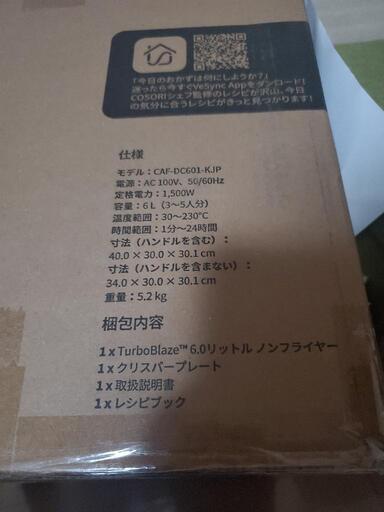 「今日のおかずは何にしようか？」
迷ったら今すぐVeSync Appをダンロード！
COSORIシェフ監修のレシピが沢山、今日
の気分に合うレシピがきっと見つかります！
仕様
モデル：CAF-DC601-KJP
電源：AC 100V、50/60Hz
定格電力：1,500W
容量：6 L（3～5人分）
温度範囲：30～230℃
時間範囲：1分～24時間
寸法（ハンドルを含む）：
40.0 × 30.0 × 30.1 cm
寸法（ハンドルを含まない）：
34.0 × 30.0 × 30.1 cm
重量：5.2 kg
梱包内容
1 x TurboBlaze™ 6.0リットル ノンフライヤー
1 x クリスパープレート
1 x 取扱説明書
1 x レシピブック